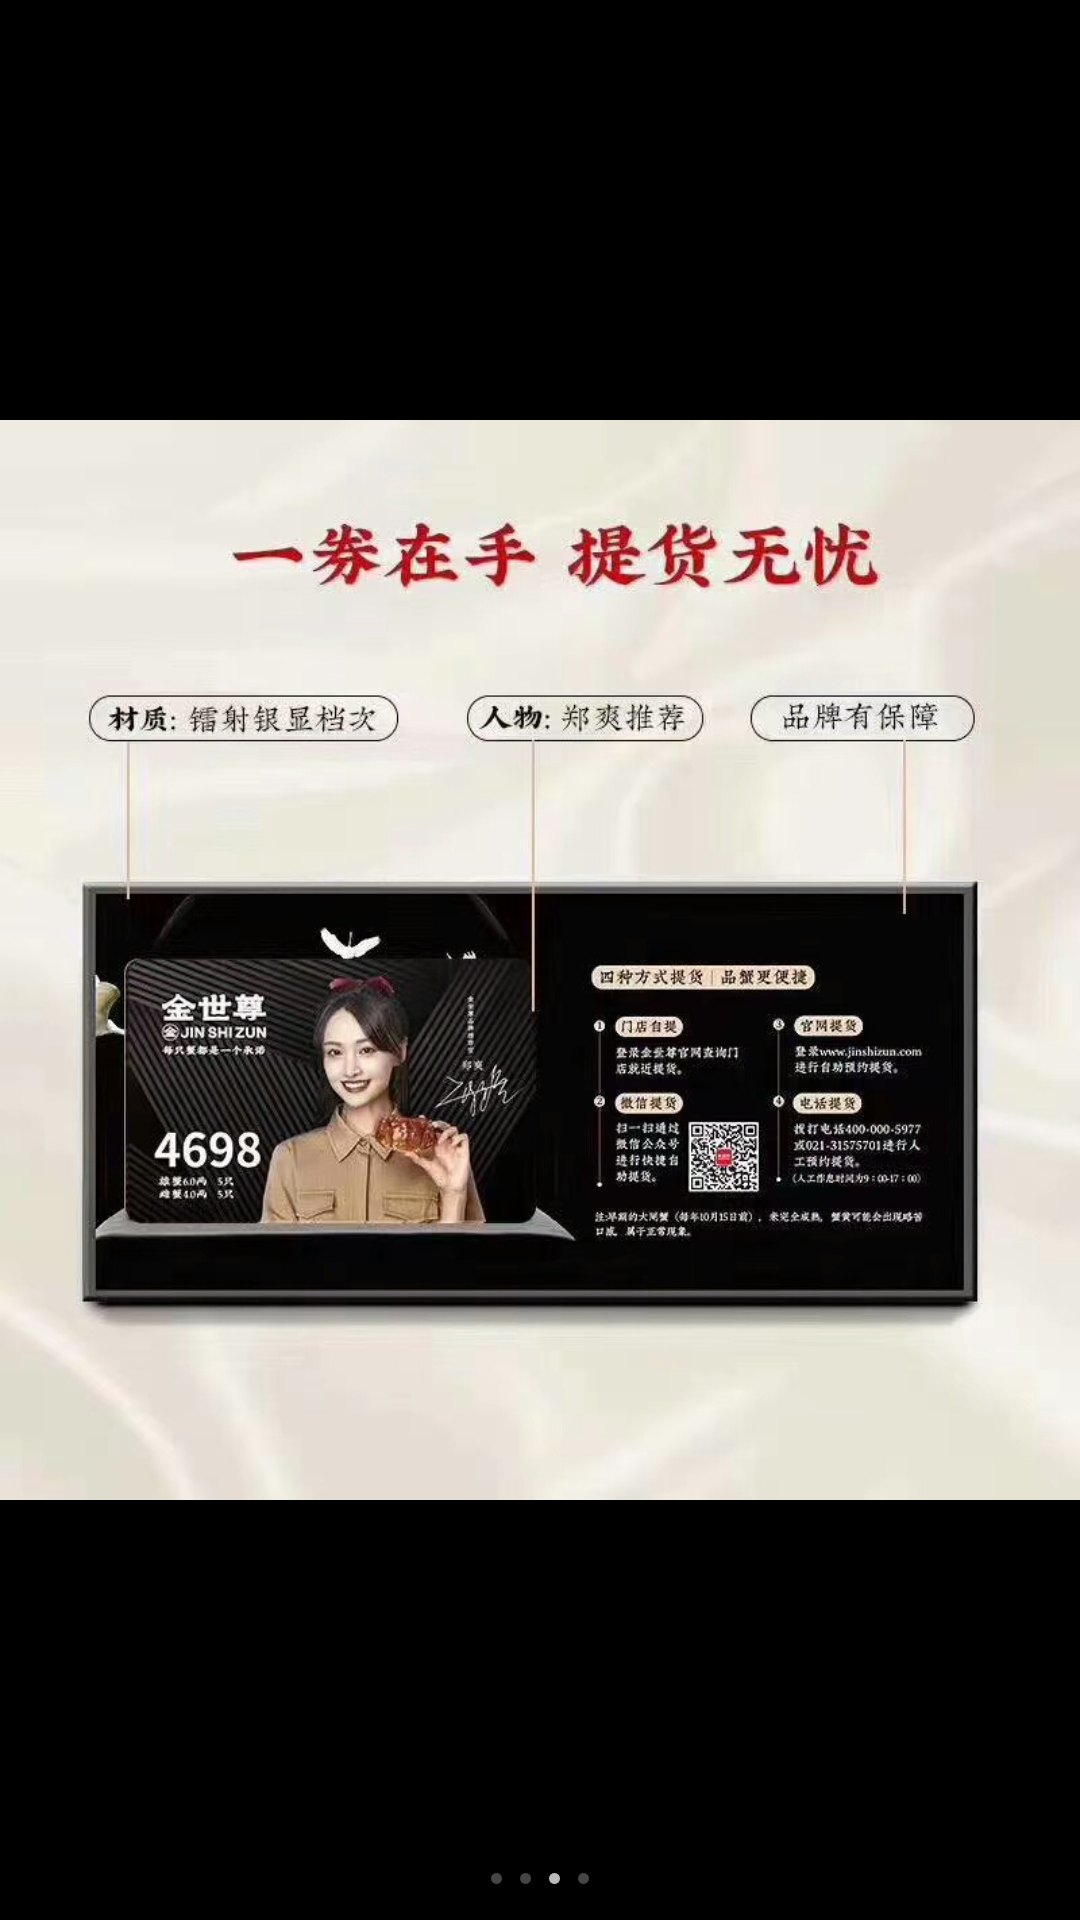 一券在手 提货无忧
材质: 镭射银显档次
人物: 郑爽推荐
品牌有保障
金世尊
JIN SHI ZUN
每只蟹都是一个承诺
郑爽
4698
雄蟹6.0两 5只
雌蟹4.0两 5只
四种方式提货 | 品蟹更便捷
1 门店自提
登录金世尊官网查询门
店就近提货。
2 微信提货
扫一扫通过
微信公众号
进行快捷自
助提货。
3 官网提货
登录www.jinshizun.com
进行自助预约提货。
4 电话提货
拨打电话400-000-5977
或021-31575701进行人
工预约提货。
(人工作息时间为9:00-17:00)
注:早期的大闸蟹（每年10月15日前），未完全成熟，蟹黄可能会出现略苦
口感，属于正常现象。